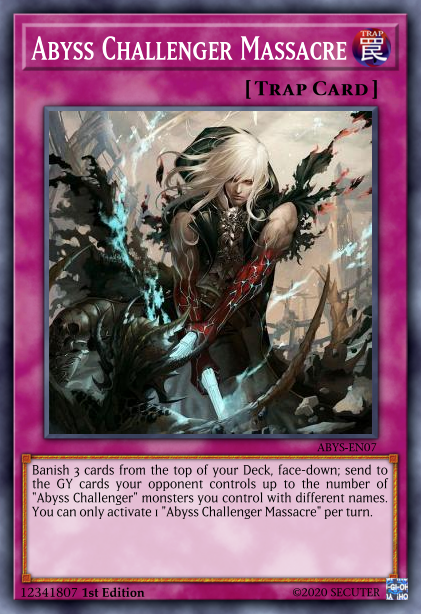 Abyss Challenger Massacre
TRAP
罠
[Trap Card]
ABYS-EN07
Banish 3 cards from the top of your Deck, face-down; send to
the GY cards your opponent controls up to the number of
"Abyss Challenger" monsters you control with different names.
You can only activate 1 "Abyss Challenger Massacre" per turn.
12341807 1st Edition
©2020 SECUTER